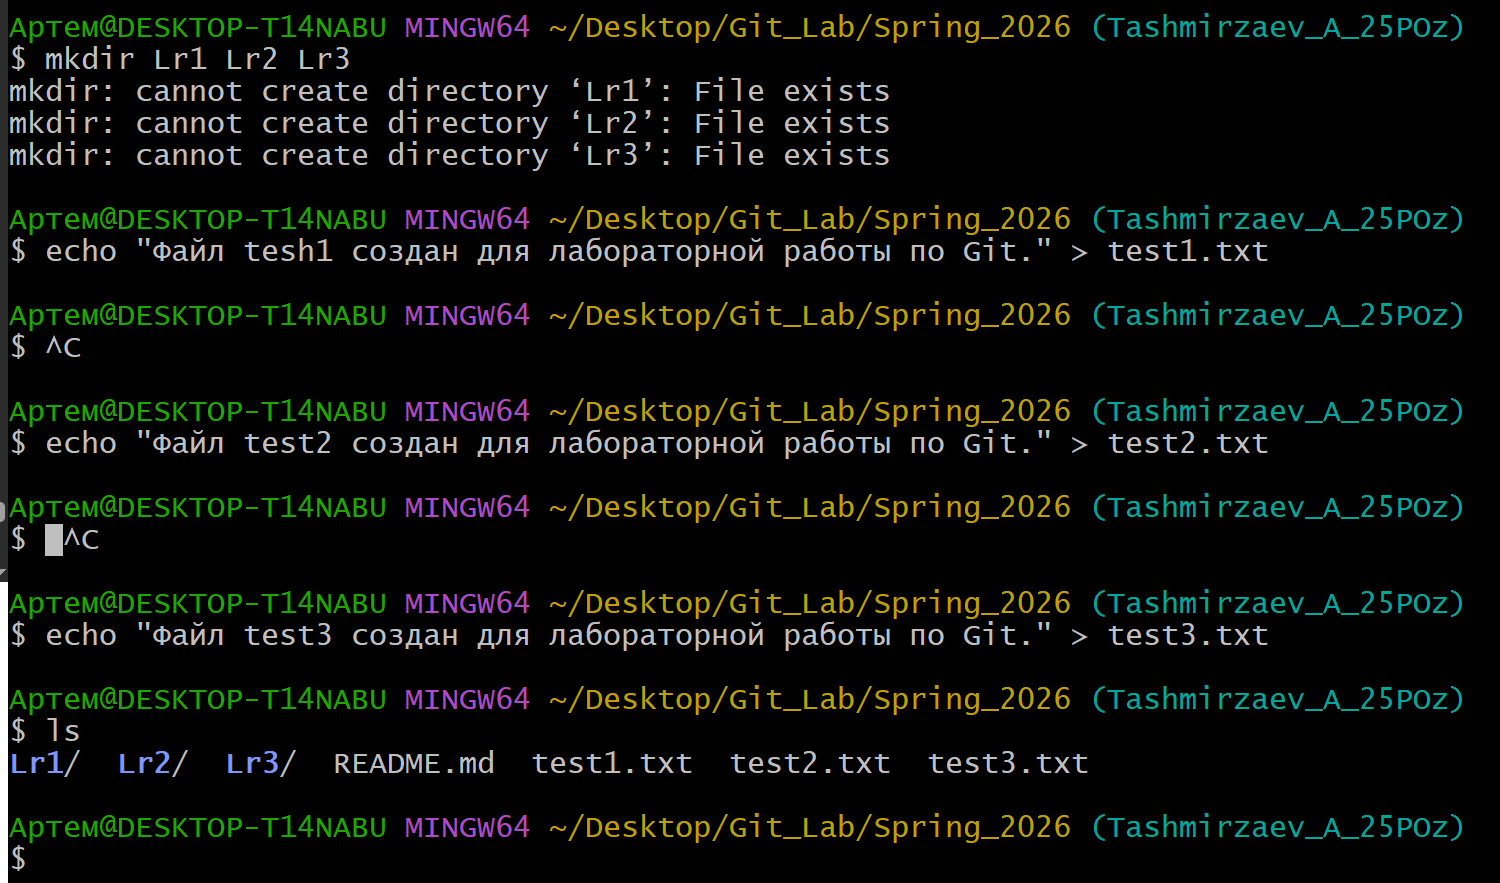 Артем@DESKTOP-T14NABU MINGW64 ~/Desktop/Git_Lab/Spring_2026 (Tashmirzaev_A_25POz)
$ mkdir Lr1 Lr2 Lr3
mkdir: cannot create directory ‘Lr1’: File exists
mkdir: cannot create directory ‘Lr2’: File exists
mkdir: cannot create directory ‘Lr3’: File exists
Артем@DESKTOP-T14NABU MINGW64 ~/Desktop/Git_Lab/Spring_2026 (Tashmirzaev_A_25POz)
$ echo "Файл tesh1 создан для лабораторной работы по Git." > test1.txt
Артем@DESKTOP-T14NABU MINGW64 ~/Desktop/Git_Lab/Spring_2026 (Tashmirzaev_A_25POz)
$ ^C
Артем@DESKTOP-T14NABU MINGW64 ~/Desktop/Git_Lab/Spring_2026 (Tashmirzaev_A_25POz)
$ echo "Файл test2 создан для лабораторной работы по Git." > test2.txt
Артем@DESKTOP-T14NABU MINGW64 ~/Desktop/Git_Lab/Spring_2026 (Tashmirzaev_A_25POz)
$ ^C
Артем@DESKTOP-T14NABU MINGW64 ~/Desktop/Git_Lab/Spring_2026 (Tashmirzaev_A_25POz)
$ echo "Файл test3 создан для лабораторной работы по Git." > test3.txt
Артем@DESKTOP-T14NABU MINGW64 ~/Desktop/Git_Lab/Spring_2026 (Tashmirzaev_A_25POz)
$ ls
Lr1/  Lr2/  Lr3/  README.md  test1.txt  test2.txt  test3.txt
Артем@DESKTOP-T14NABU MINGW64 ~/Desktop/Git_Lab/Spring_2026 (Tashmirzaev_A_25POz)
$